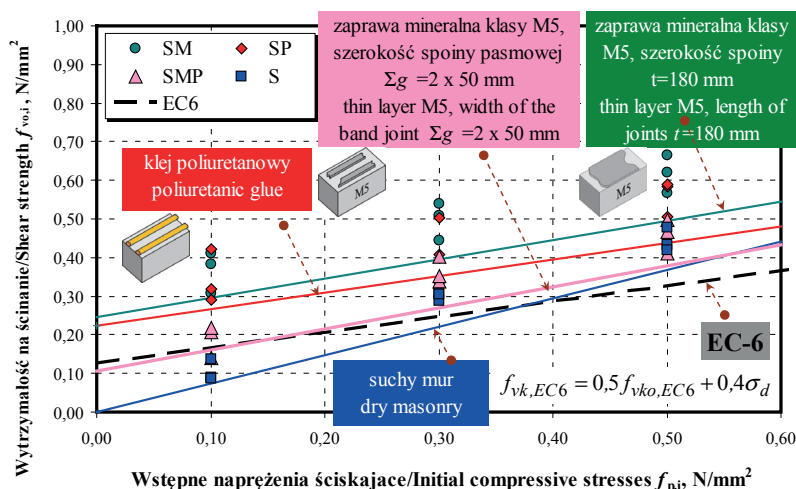 Wytrzymałość na ścinanie/Shear strength f_vo,i, N/mm²
1,00
0,90
0,80
0,70
0,60
0,50
0,40
0,30
0,20
0,10
0,00
SM
SP
SMP
S
EC6
zaprawa mineralna klasy M5,
szerokość spoiny pasmowej
Σg =2 x 50 mm
thin layer M5, width of the
band joint Σg =2 x 50 mm
zaprawa mineralna klasy
M5, szerokość spoiny
t=180 mm
thin layer M5, length of
joints t=180 mm
klej poliuretanowy
poliuretanic glue
M5
M5
EC-6
suchy mur
dry masonry
f_vk,EC6 = 0,5 f_vko,EC6 + 0,4σ_d
0,00
0,10
0,20
0,30
0,40
0,50
0,60
Wstępne naprężenia ściskajace/Initial compressive stresses f_p,i, N/mm²